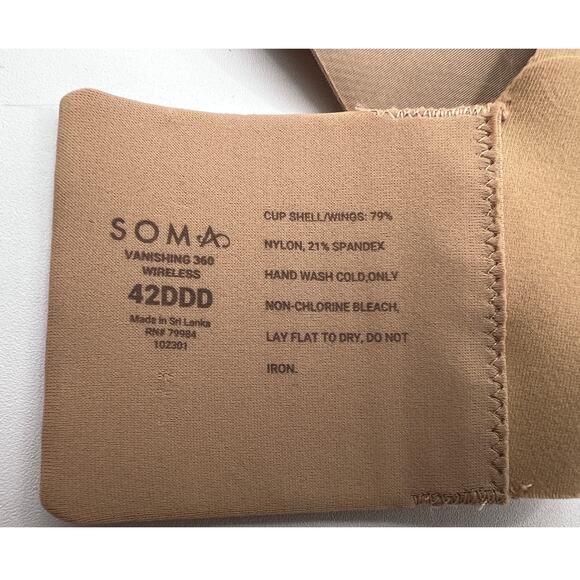 SOMA
VANISHING 360
WIRELESS
42DDD
Made in Sri Lanka
RN# 79984
102301
CUP SHELL/WINGS: 79%
NYLON, 21% SPANDEX
HAND WASH COLD,ONLY
NON-CHLORINE BLEACH,
LAY FLAT TO DRY, DO NOT
IRON.